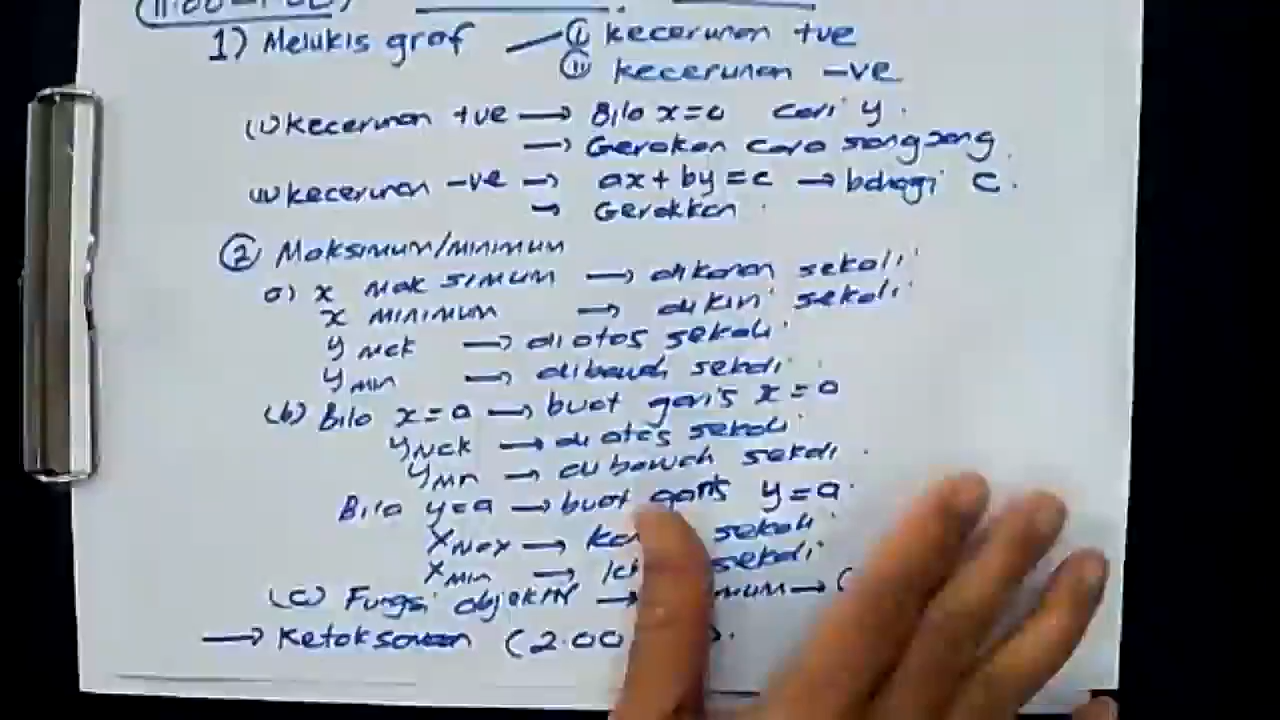 1) Melukis graf — (i) kecerunan +ve
(ii) kecerunan -ve
(i) kecerunan +ve → Bila x=0 cari y.
→ Gerakan cara songsang.
(ii) kecerunan -ve → ax + by = c → bahagi c.
→ Gerakkan.
(2) Maksimum/minimum
a) x maksimum → dikanan sekali
x minimum → dikiri sekali
y mak → diatas sekali
y min → dibawah sekali
(b) Bila x=a → buat garis x=a
y mak → di atas sekali
y min → dibawah sekali.
Bila y=a → buat garis y=a.
x max → sekali
x min → sekali
(c) Fungsi objektif → → (
→ Ketaksamaan (2.00 ).